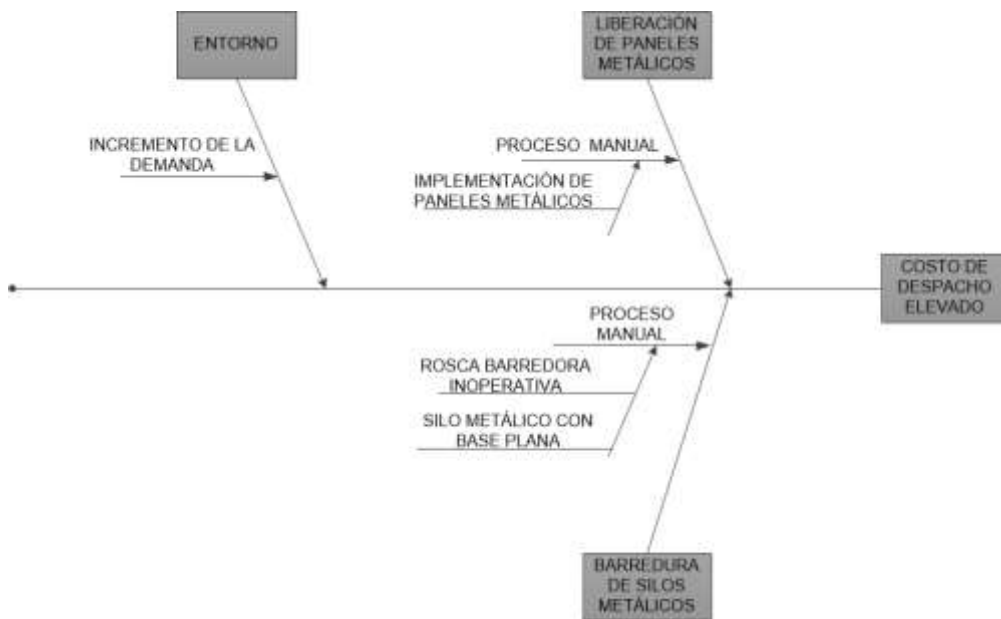 ENTORNO
LIBERACIÓN
DE PANELES
METÁLICOS
INCREMENTO DE LA
DEMANDA
PROCESO MANUAL
IMPLEMENTACIÓN DE
PANELES METÁLICOS
COSTO DE
DESPACHO
ELEVADO
PROCESO
MANUAL
ROSCA BARREDORA
INOPERATIVA
SILO METÁLICO CON
BASE PLANA
BARREDURA
DE SILOS
METÁLICOS